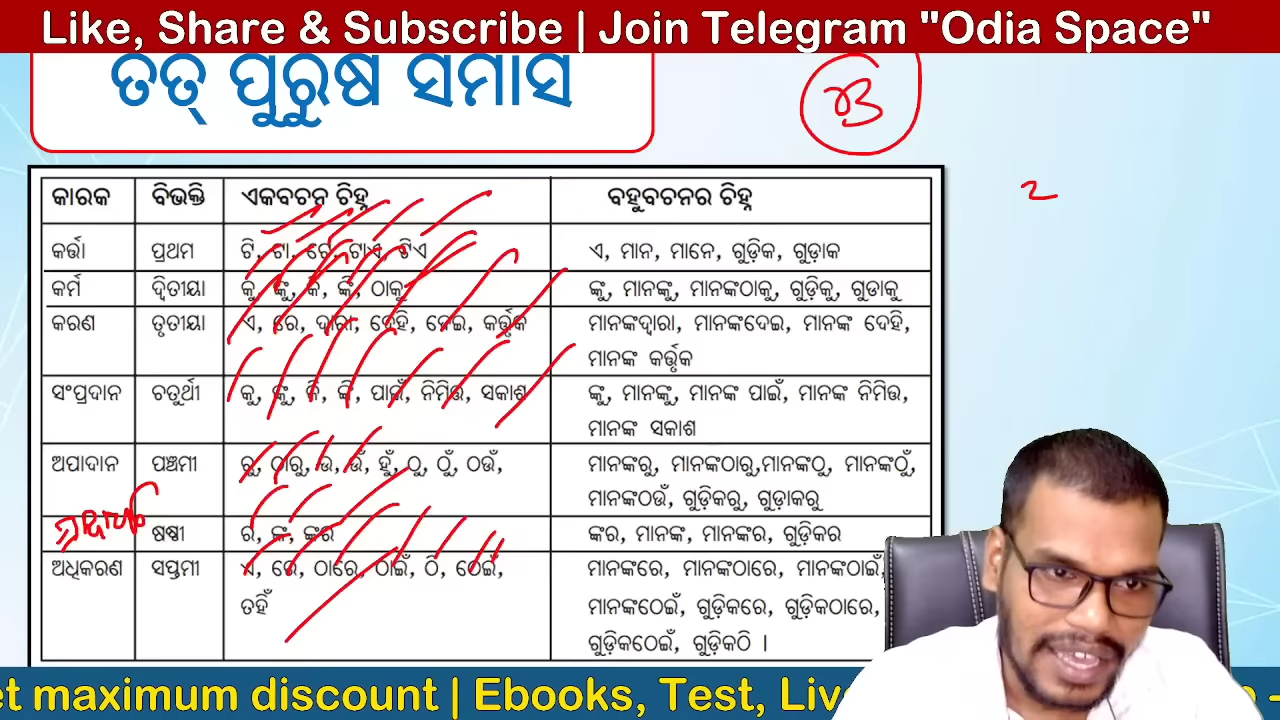 Like, Share & Subscribe | Join Telegram "Odia Space"
ତତ୍ ପୁରୁଷ ସମାସ
କାରକ ବିଭକ୍ତି ଏକବଚନ ଚିହ୍ନ ବହୁବଚନର ଚିହ୍ନ
କର୍ତ୍ତା ପ୍ରଥମ ଟି, ଟା, ଟେ, ଟାଏ, ଟିଏ ଏ, ମାନ, ମାନେ, ଗୁଡ଼ିକ, ଗୁଡ଼ାକ
କର୍ମ ଦ୍ୱିତୀୟା କୁ, ଙ୍କୁ, କି, ଙ୍କି, ଠାକୁ ଙ୍କୁ, ମାନଙ୍କୁ, ମାନଙ୍କଠାକୁ, ଗୁଡ଼ିକୁ, ଗୁଡାକୁ
କରଣ ତୃତୀୟା ଏ, ରେ, ଦ୍ୱାରା, ଦେହି, ଦେଇ, କର୍ତ୍ତୃକ ମାନଙ୍କଦ୍ୱାରା, ମାନଙ୍କଦେଇ, ମାନଙ୍କ ଦେହି,
ମାନଙ୍କ କର୍ତ୍ତୃକ
ସଂପ୍ରଦାନ ଚତୁର୍ଥୀ କୁ, ଙ୍କୁ, କି, ଙ୍କି, ପାଇଁ, ନିମିତ୍ତ, ସକାଶ ଙ୍କୁ, ମାନଙ୍କୁ, ମାନଙ୍କ ପାଇଁ, ମାନଙ୍କ ନିମିତ୍ତ,
ମାନଙ୍କ ସକାଶ
ଅପାଦାନ ପଞ୍ଚମୀ ରୁ, ଠାରୁ, ଉ, ଉଁ, ହୁଁ, ଠୁ, ଠୁଁ, ଠଉଁ, ମାନଙ୍କରୁ, ମାନଙ୍କଠାରୁ,ମାନଙ୍କଠୁ, ମାନଙ୍କଠୁଁ,
ମାନଙ୍କଠଉଁ, ଗୁଡ଼ିକରୁ, ଗୁଡ଼ାକରୁ
ଷଷ୍ଠୀ ର, ଙ୍କ, ଙ୍କର ଙ୍କର, ମାନଙ୍କ, ମାନଙ୍କର, ଗୁଡ଼ିକର
ଅଧିକରଣ ସପ୍ତମୀ ଏ, ରେ, ଠାରେ, ଠାଇଁ, ଠି, ଠେଇଁ, ମାନଙ୍କରେ, ମାନଙ୍କଠାରେ, ମାନଙ୍କଠାଇଁ,
ତହିଁ ମାନଙ୍କଠେଇଁ, ଗୁଡ଼ିକରେ, ଗୁଡ଼ିକଠାରେ,
ଗୁଡ଼ିକଠେଇଁ, ଗୁଡ଼ିକଠି ।
maximum discount | Ebooks, Test,